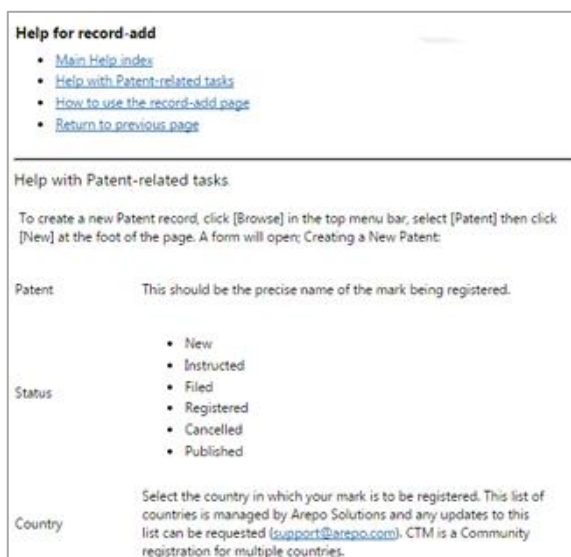 Help for record-add
Main Help index
Help with Patent-related tasks
How to use the record-add page
Return to previous page
Help with Patent-related tasks
To create a new Patent record, click [Browse] in the top menu bar, select [Patent] then click
[New] at the foot of the page. A form will open; Creating a New Patent:
Patent
This should be the precise name of the mark being registered.
Status
New
Instructed
Filed
Registered
Cancelled
Published
Country
Select the country in which your mark is to be registered. This list of
countries is managed by Arepo Solutions and any updates to this
list can be requested (support@arepo.com). CTM is a Community
registration for multiple countries.